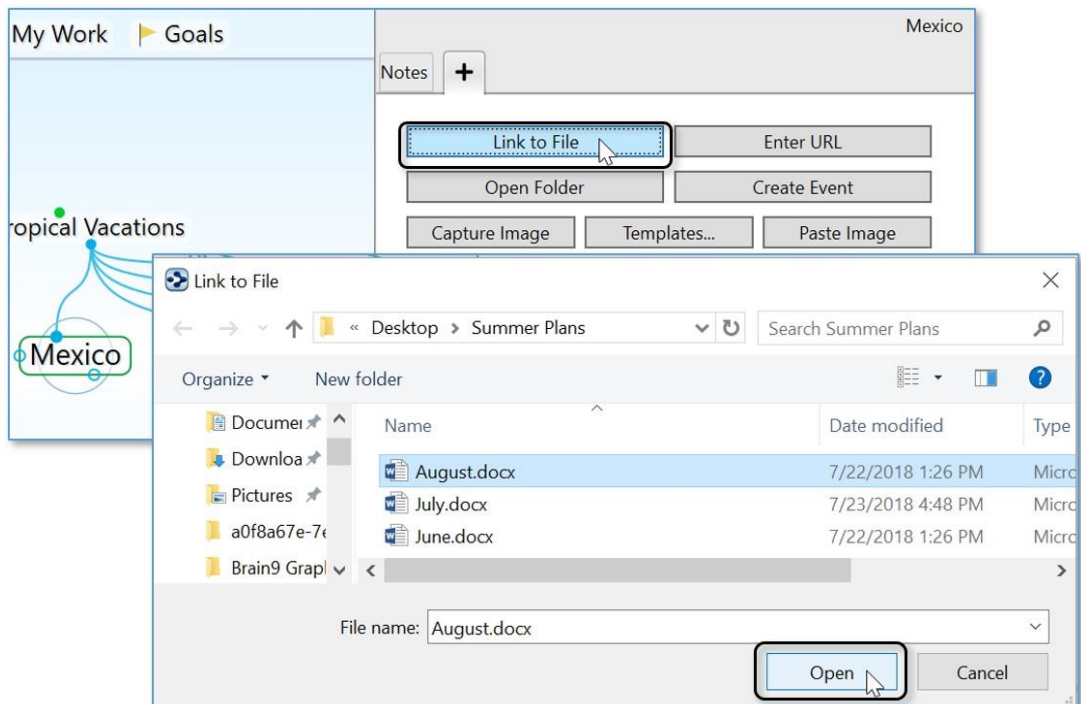 My Work Goals
Mexico
Notes +
Link to File Enter URL
Open Folder Create Event
ropical Vacations
Capture Image Templates... Paste Image
Mexico
Link to File
« Desktop > Summer Plans
Search Summer Plans
Organize New folder
Name Date modified Type
Documer
Downloa
Pictures
a0f8a67e-7e
Brain9 Grapl
August.docx 7/22/2018 1:26 PM Micro
July.docx 7/23/2018 4:48 PM Micro
June.docx 7/22/2018 1:26 PM Micro
File name: August.docx
Open Cancel